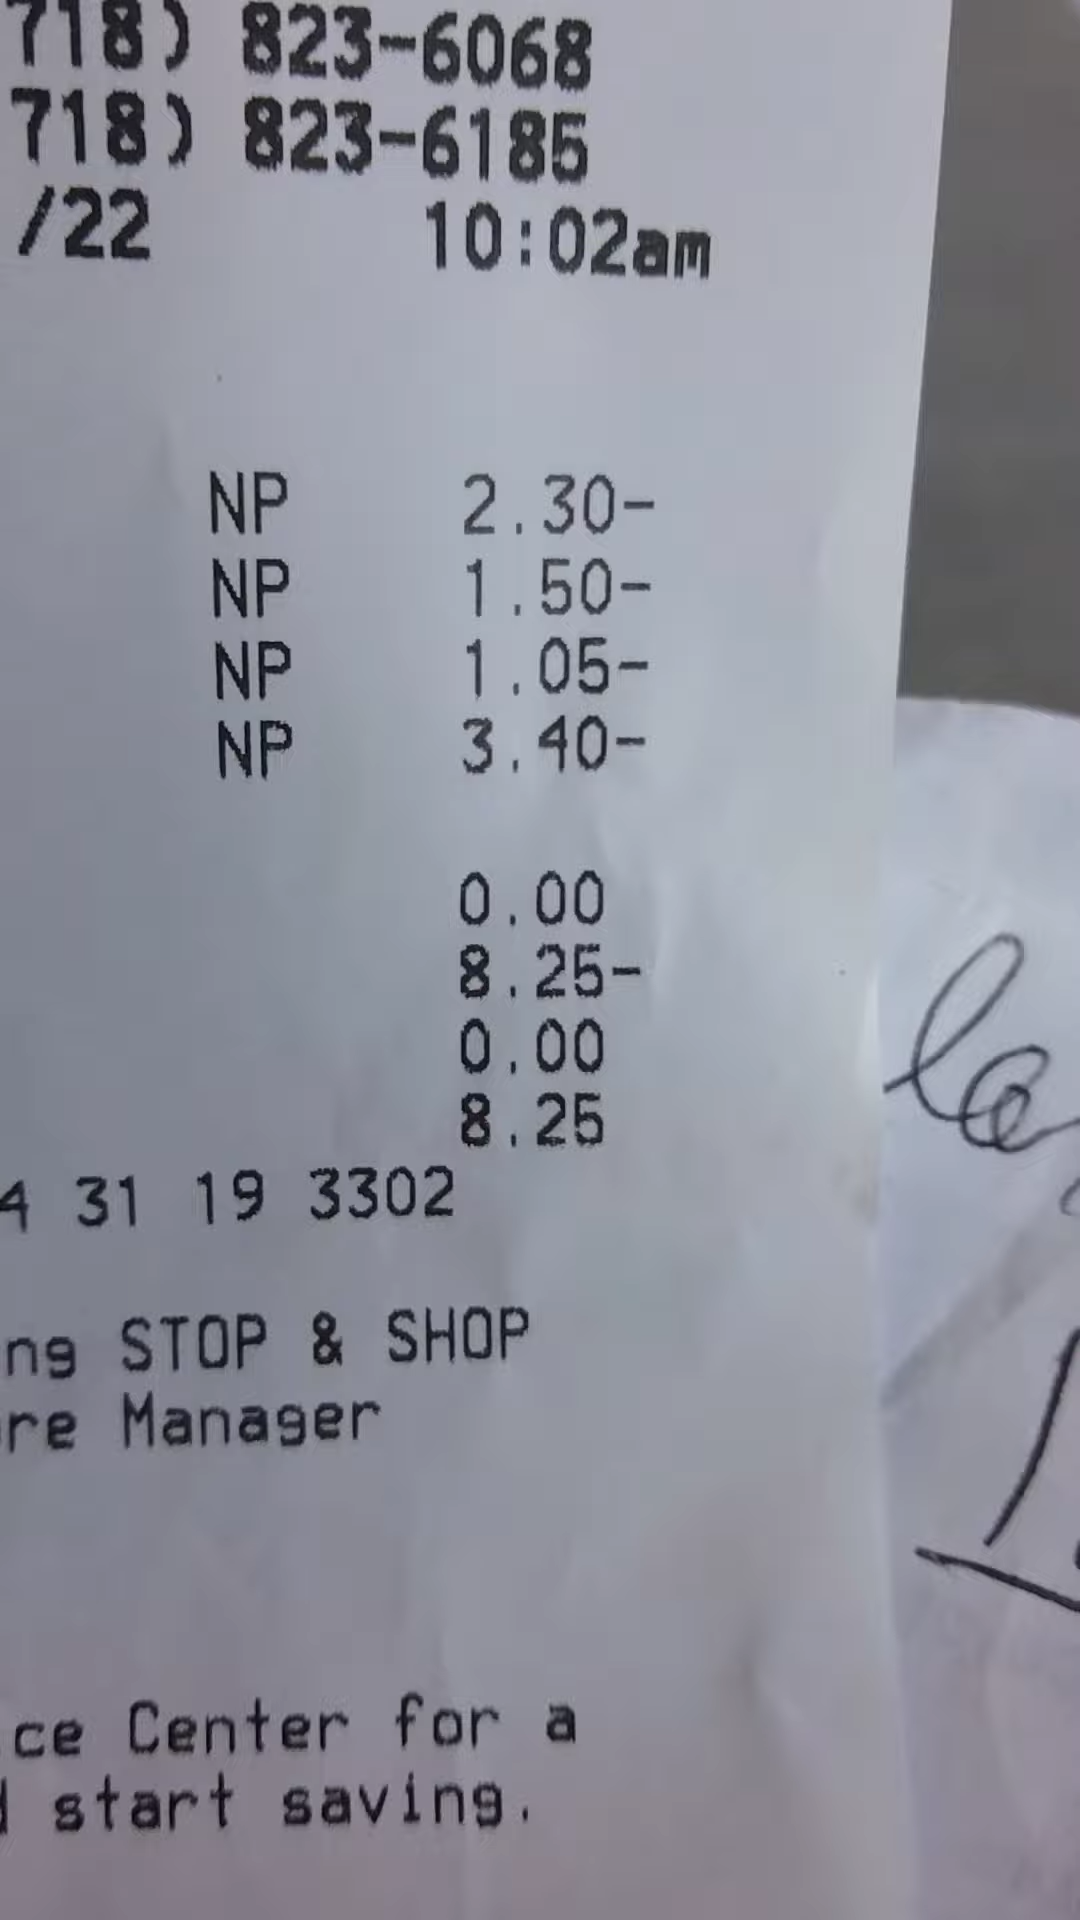 718) 823-6068
718) 823-6185
/22 10:02am
NP 2.30-
NP 1.50-
NP 1.05-
NP 3.40-
0.00
8.25-
0.00
8.25
4 31 19 3302
ng STOP & SHOP
re Manager
ce Center for a
start saving.